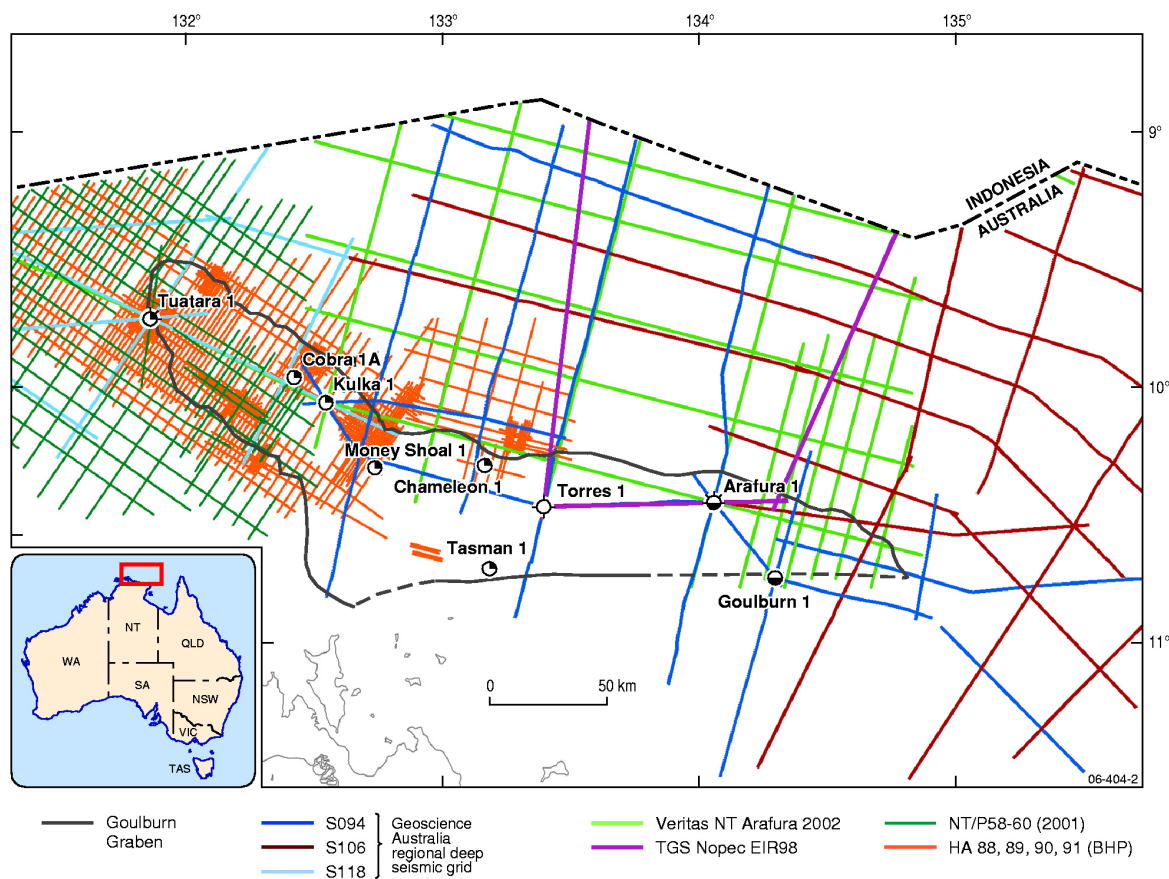 132°
133°
134°
135°
9°
INDONESIA
AUSTRALIA
Tuatara 1
Cobra 1A
10°
Kulka 1
Money Shoal 1
Chameleon 1
Torres 1
Arafura 1
Tasman 1
Goulburn 1
11°
0
50 km
NT
QLD
WA
SA
NSW
VIC
TAS
06-404-2
Goulburn
Graben
S094
S106
S118
Geoscience
Australia
regional deep
seismic grid
Veritas NT Arafura 2002
TGS Nopec EIR98
NT/P58-60 (2001)
HA 88, 89, 90, 91 (BHP)